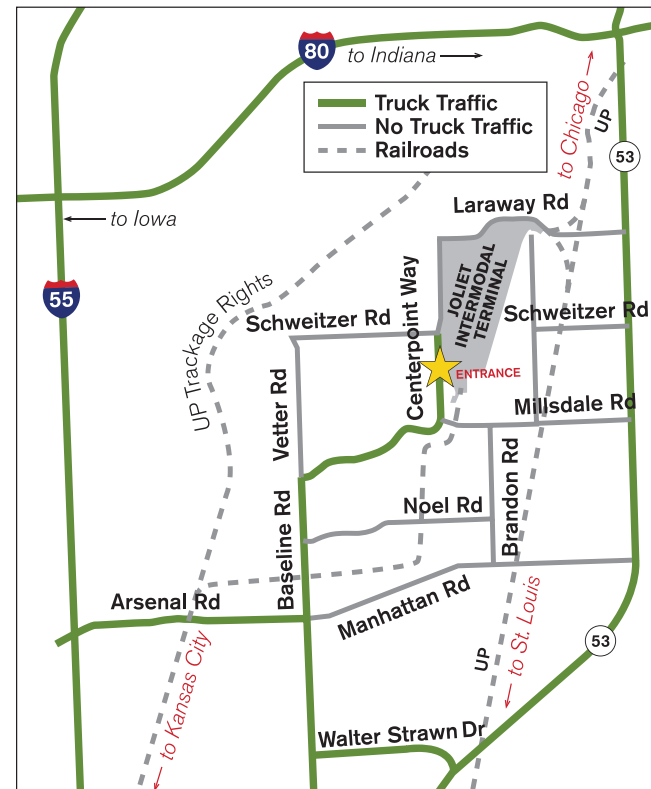 80
to Indiana
Truck Traffic
No Truck Traffic
Railroads
to Chicago
UP
53
to Iowa
Laraway Rd
55
UP Trackage Rights
Schweitzer Rd
Centerpoint Way
JOLIET
INTERMODAL
TERMINAL
Schweitzer Rd
ENTRANCE
Vetter Rd
Millsdale Rd
Baseline Rd
Noel Rd
Brandon Rd
Arsenal Rd
Manhattan Rd
53
to Kansas City
UP
to St. Louis
Walter Strawn Dr